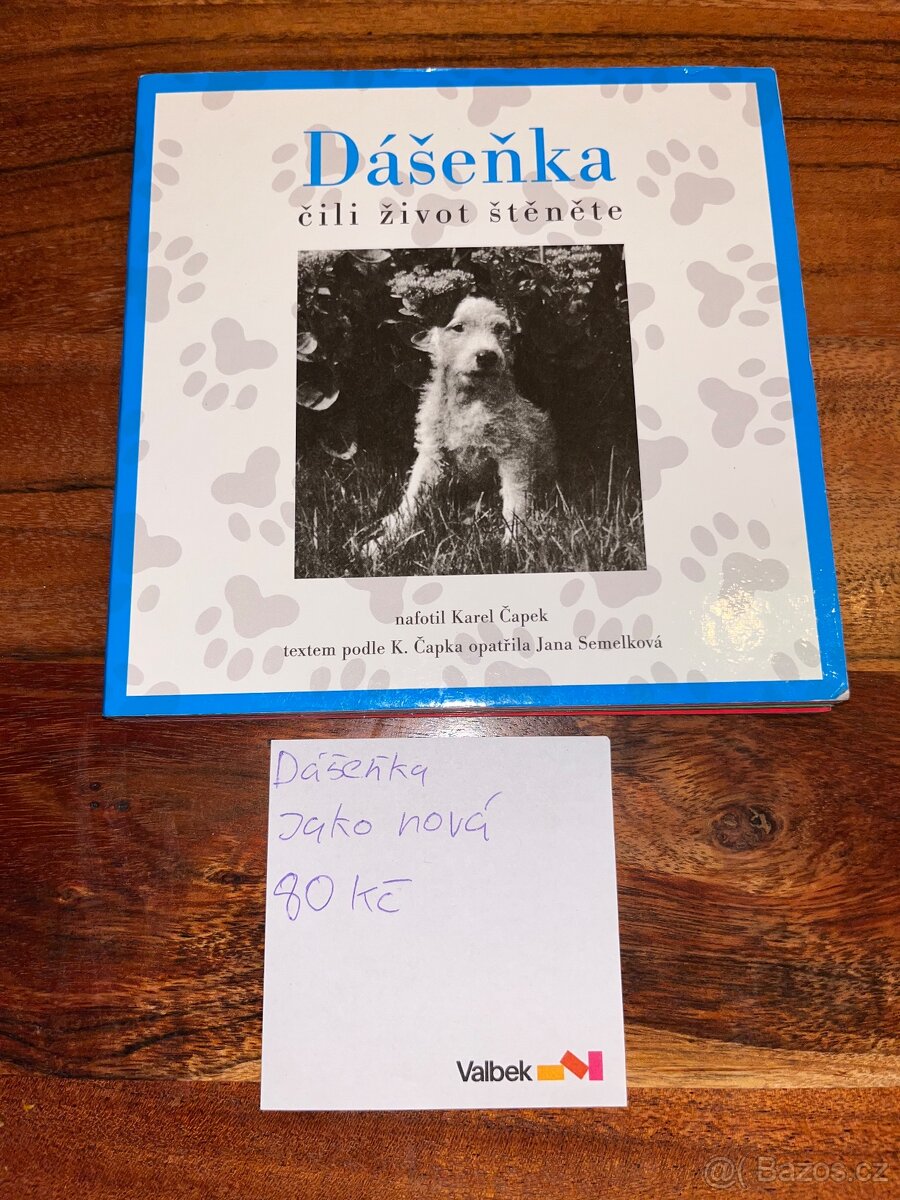 Dášeňka
čili život štěněte
nafotil Karel Čapek
textem podle K. Čapka opatřila Jana Semelková
Dášeňka
Jako nová
80 Kč
Valbek
@( Bazos.cz